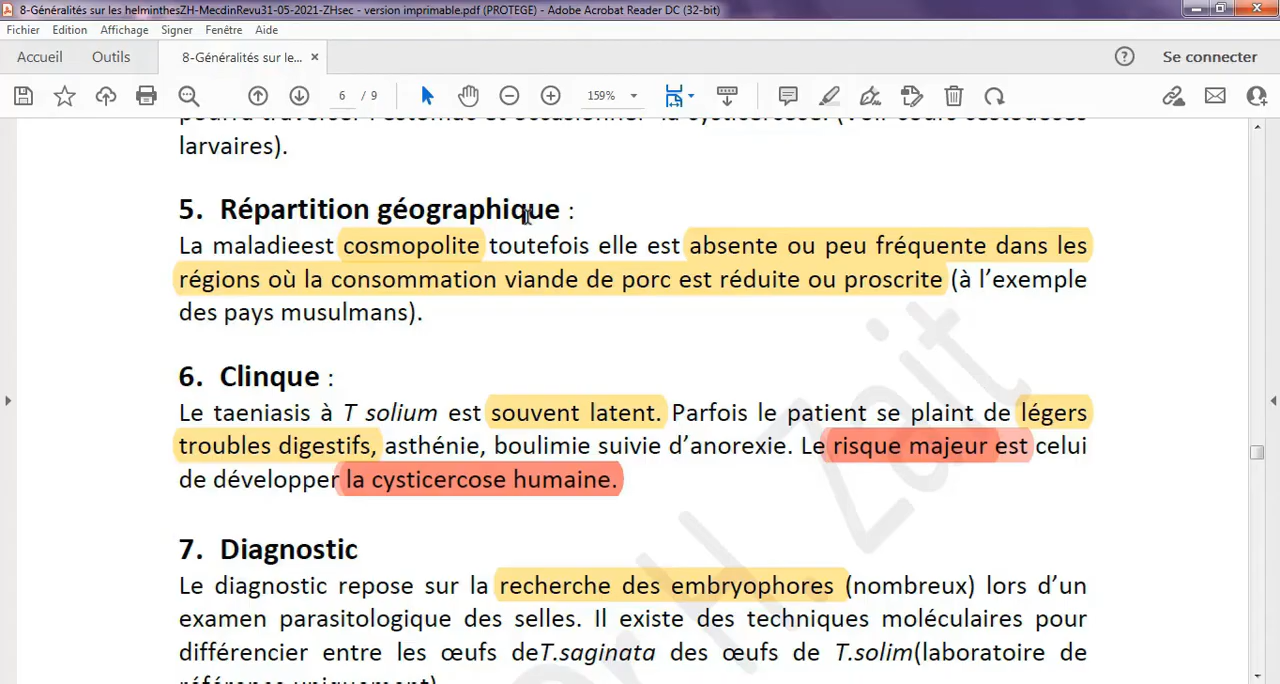 8-Généralités sur les helminthesZH-MecdinRevu31-05-2021-ZHsec - version imprimable.pdf (PROTEGE) - Adobe Acrobat Reader DC (32-bit)
Fichier Edition Affichage Signer Fenêtre Aide
Accueil Outils 8-Généralités sur le... × ? Se connecter
6 / 9 159%
larvaires).
5. Répartition géographique :
La maladieest cosmopolite toutefois elle est absente ou peu fréquente dans les
régions où la consommation viande de porc est réduite ou proscrite (à l’exemple
des pays musulmans).
6. Clinque :
Le taeniasis à T solium est souvent latent. Parfois le patient se plaint de légers
troubles digestifs, asthénie, boulimie suivie d’anorexie. Le risque majeur est celui
de développer la cysticercose humaine.
7. Diagnostic
Le diagnostic repose sur la recherche des embryophores (nombreux) lors d’un
examen parasitologique des selles. Il existe des techniques moléculaires pour
différencier entre les œufs deT.saginata des œufs de T.solim(laboratoire de
Dr H. Zait